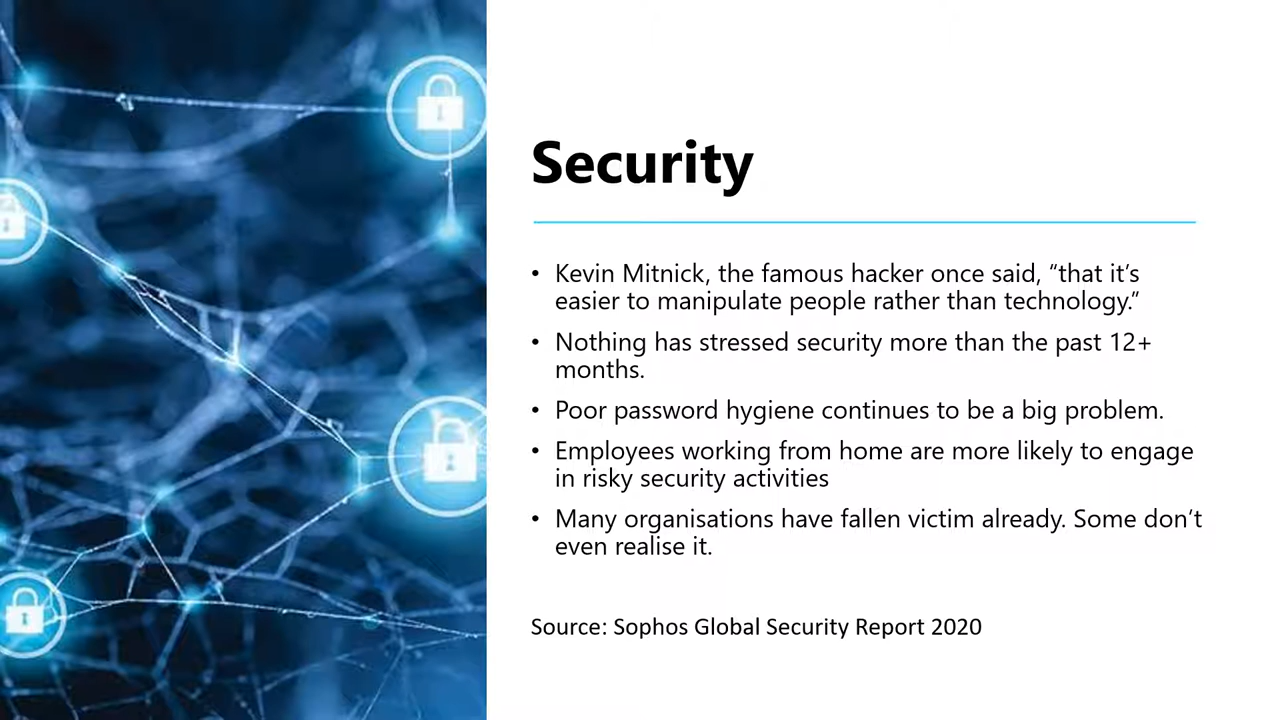 Security
• Kevin Mitnick, the famous hacker once said, “that it’s
easier to manipulate people rather than technology.”
• Nothing has stressed security more than the past 12+
months.
• Poor password hygiene continues to be a big problem.
• Employees working from home are more likely to engage
in risky security activities
• Many organisations have fallen victim already. Some don’t
even realise it.
Source: Sophos Global Security Report 2020